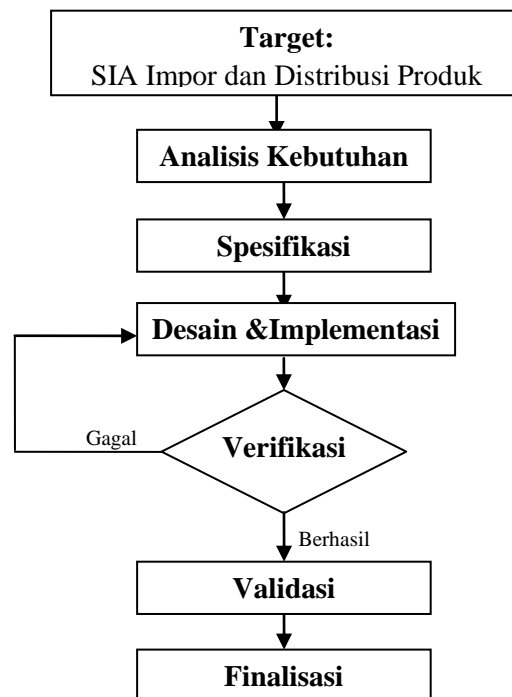 Target:
SIA Impor dan Distribusi Produk
Analisis Kebutuhan
Spesifikasi
Desain &Implementasi
Gagal
Verifikasi
Berhasil
Validasi
Finalisasi